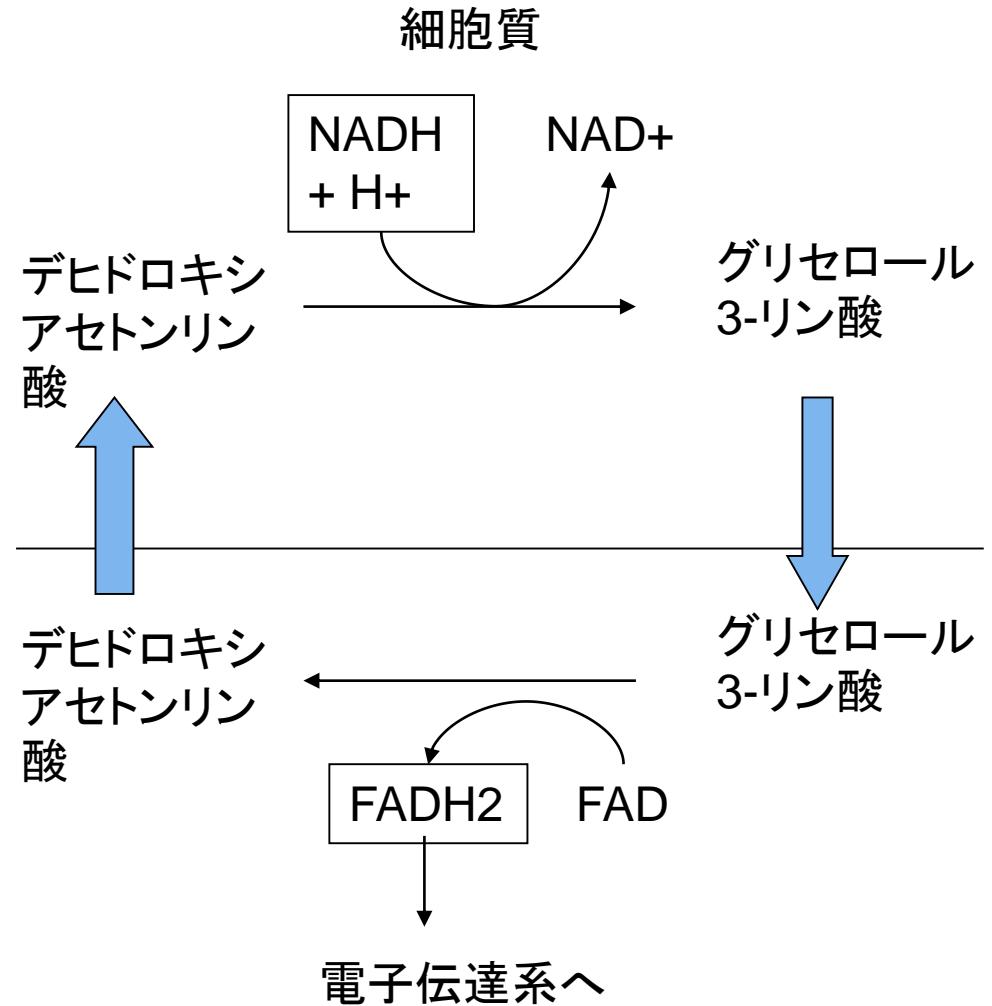 細胞質
NADH
+ H+
NAD+
デヒドロキシ
アセトンリン
酸
グリセロール
3-リン酸
デヒドロキシ
アセトンリン
酸
グリセロール
3-リン酸
FADH2
FAD
電子伝達系へ